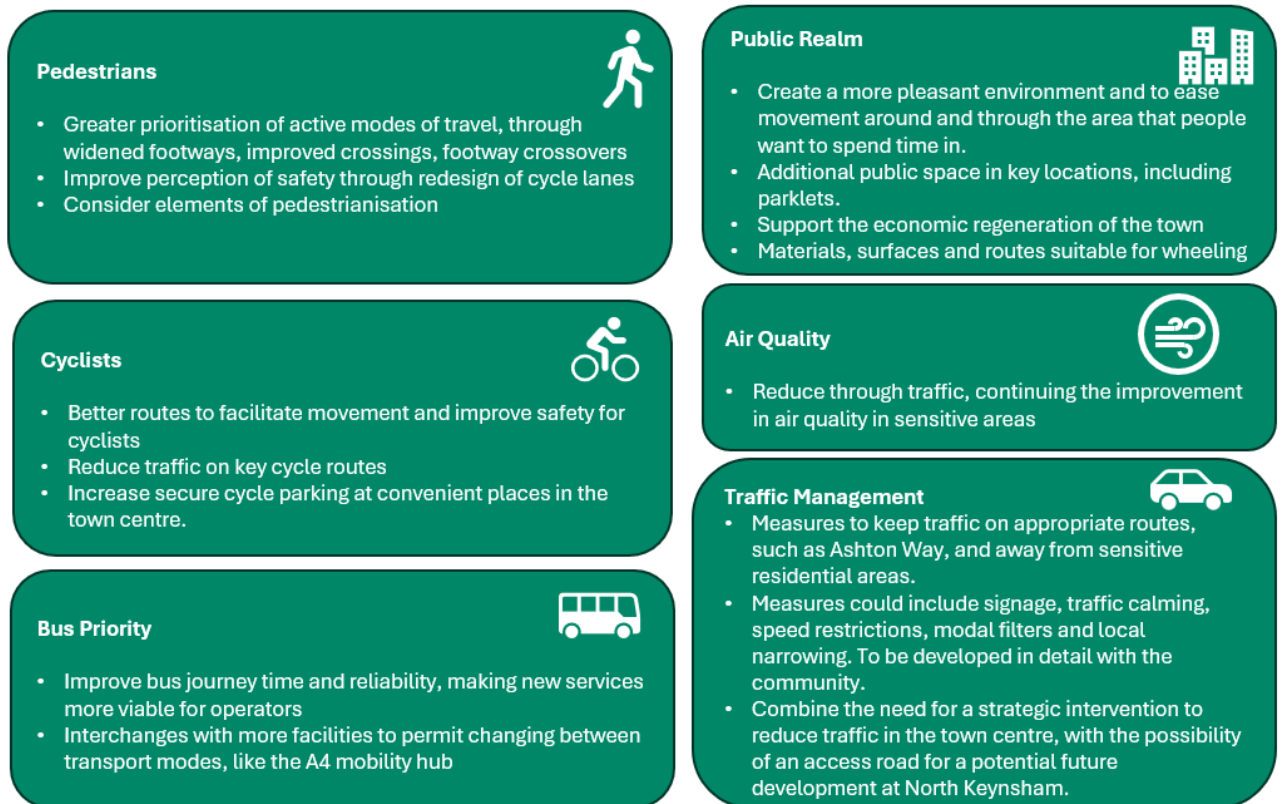 Pedestrians
• Greater prioritisation of active modes of travel, through
widened footways, improved crossings, footway crossovers
• Improve perception of safety through redesign of cycle lanes
• Consider elements of pedestrianisation
Cyclists
• Better routes to facilitate movement and improve safety for
cyclists
• Reduce traffic on key cycle routes
• Increase secure cycle parking at convenient places in the
town centre.
Bus Priority
• Improve bus journey time and reliability, making new services
more viable for operators
• Interchanges with more facilities to permit changing between
transport modes, like the A4 mobility hub
Public Realm
• Create a more pleasant environment and to ease
movement around and through the area that people
want to spend time in.
• Additional public space in key locations, including
parklets.
• Support the economic regeneration of the town
• Materials, surfaces and routes suitable for wheeling
Air Quality
• Reduce through traffic, continuing the improvement
in air quality in sensitive areas
Traffic Management
• Measures to keep traffic on appropriate routes,
such as Ashton Way, and away from sensitive
residential areas.
• Measures could include signage, traffic calming,
speed restrictions, modal filters and local
narrowing. To be developed in detail with the
community.
• Combine the need for a strategic intervention to
reduce traffic in the town centre, with the possibility
of an access road for a potential future
development at North Keynsham.